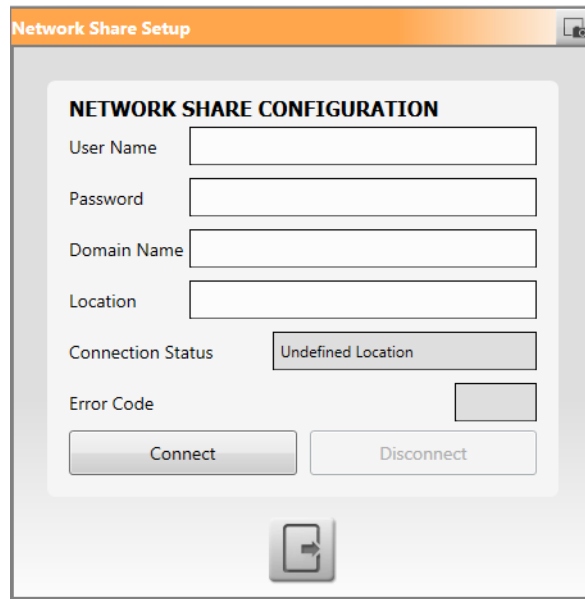 Network Share Setup
NETWORK SHARE CONFIGURATION
User Name
Password
Domain Name
Location
Connection Status Undefined Location
Error Code
Connect Disconnect